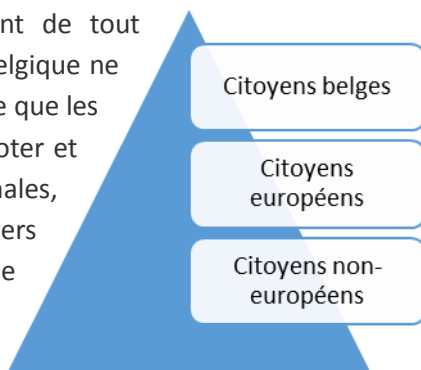 nt de tout
elgique ne
e que les
oter et
nales,
ers
e
Citoyens belges
Citoyens
européens
Citoyens non-
européens